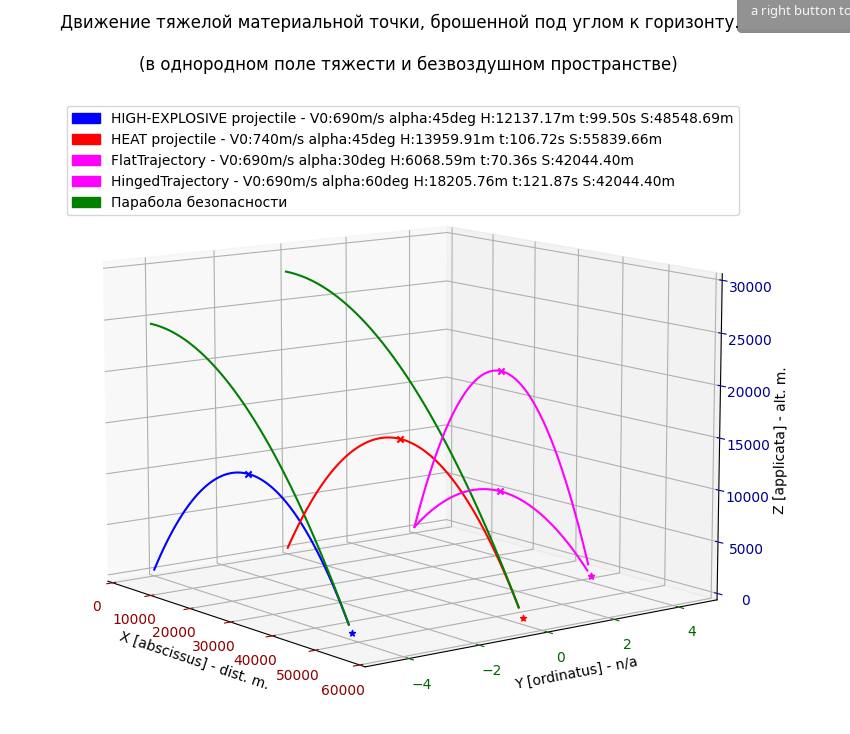 a right button to
Движение тяжелой материальной точки, брошенной под углом к горизонту.
(в однородном поле тяжести и безвоздушном пространстве)
HIGH-EXPLOSIVE projectile - V0:690m/s alpha:45deg H:12137.17m t:99.50s S:48548.69m
HEAT projectile - V0:740m/s alpha:45deg H:13959.91m t:106.72s S:55839.66m
FlatTrajectory - V0:690m/s alpha:30deg H:6068.59m t:70.36s S:42044.40m
HingedTrajectory - V0:690m/s alpha:60deg H:18205.76m t:121.87s S:42044.40m
Парабола безопасности
30000
25000
20000
15000
10000
5000
0
Z [applicata] - alt. m.
0
10000
20000
30000
40000
50000
60000
X [abscissus] - dist. m.
−4
−2
0
2
4
Y [ordinatus] - n/a